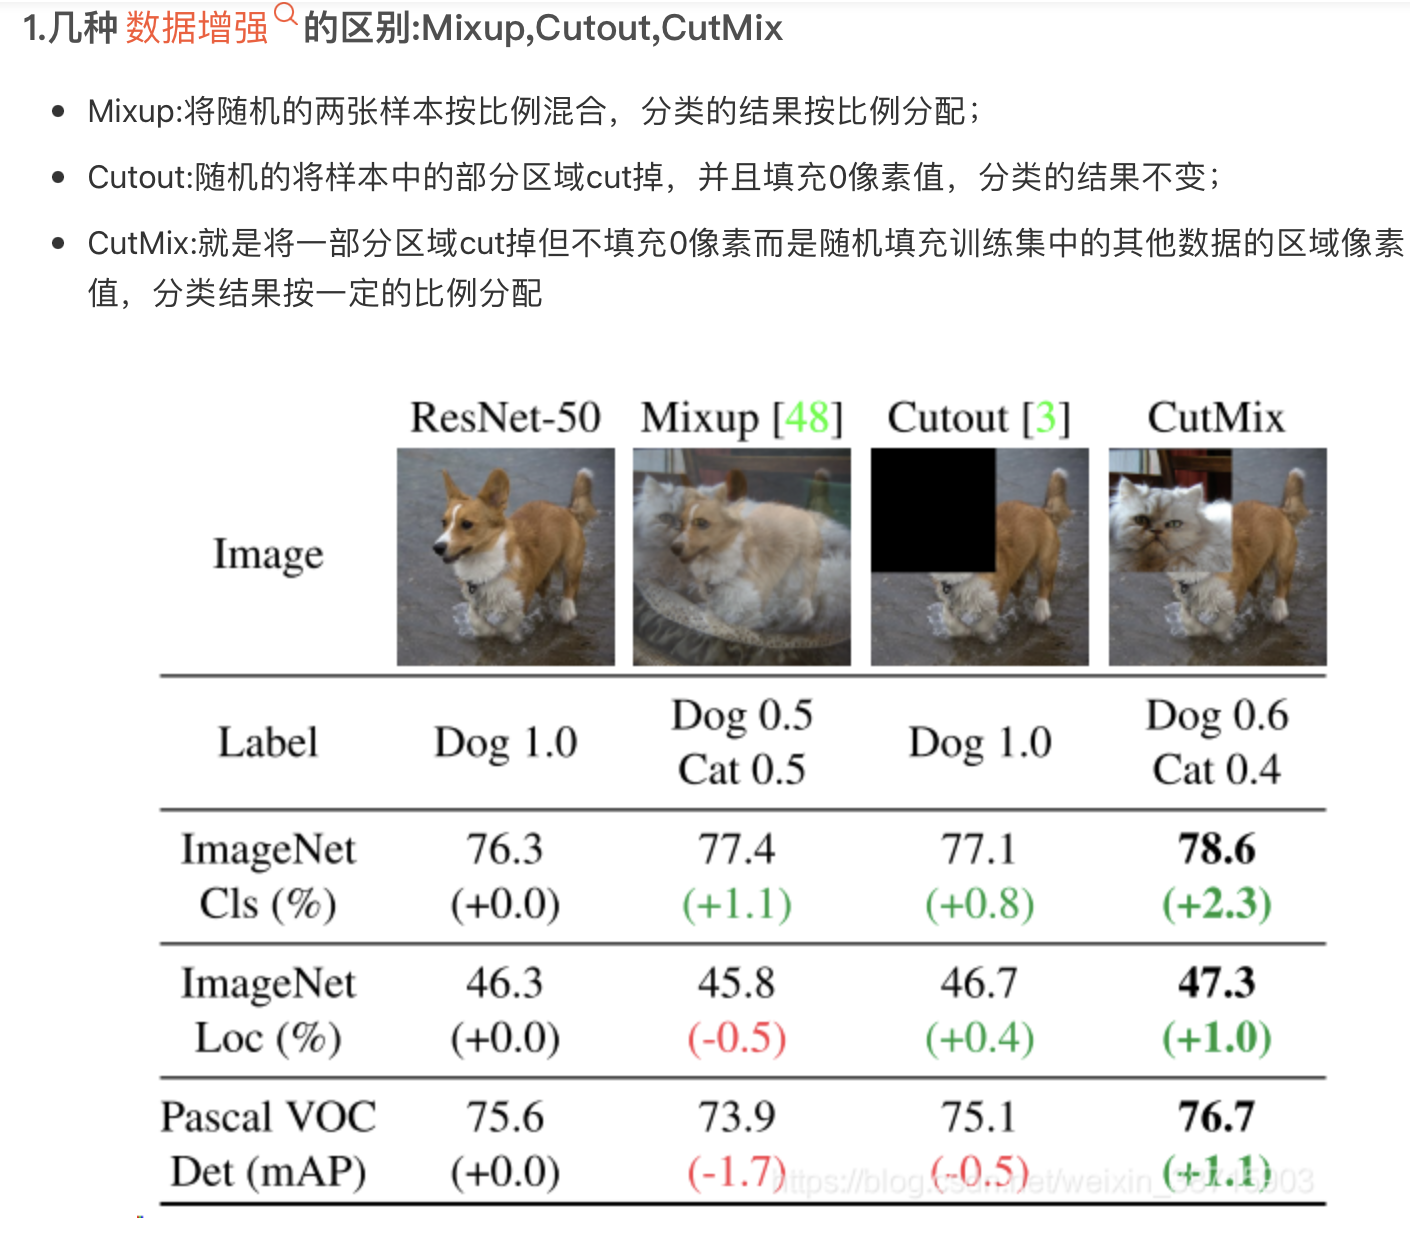 1.几种 数据增强 的区别:Mixup,Cutout,CutMix
Mixup:将随机的两张样本按比例混合，分类的结果按比例分配；
Cutout:随机的将样本中的部分区域cut掉，并且填充0像素值，分类的结果不变；
CutMix:就是将一部分区域cut掉但不填充0像素而是随机填充训练集中的其他数据的区域像素
值，分类结果按一定的比例分配
ResNet-50 Mixup [48] Cutout [3] CutMix
Image
Label Dog 1.0 Dog 0.5 Cat 0.5 Dog 1.0 Dog 0.6 Cat 0.4
ImageNet 76.3 77.4 77.1 78.6
Cls (%) (+0.0) (+1.1) (+0.8) (+2.3)
ImageNet 46.3 45.8 46.7 47.3
Loc (%) (+0.0) (-0.5) (+0.4) (+1.0)
Pascal VOC 75.6 73.9 75.1 76.7
Det (mAP) (+0.0) (-1.7) (-0.5) (+1.1)